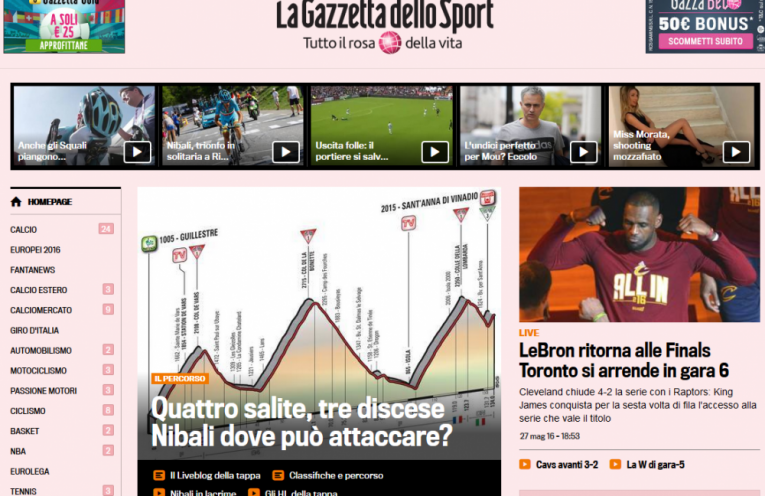 A SOLI
€ 25
APPROFITTANE
La Gazzetta dello Sport
Tutto il rosa della vita
50€ BONUS*
SCOMMETTI SUBITO
Anche gli Squali
piangono...
Nibali, trionfo in
solitaria a Ri...
Uscita folle: il
portiere si salv...
L'undici perfetto
per Mou? Eccolo
Miss Morata,
shooting
mozzafiato
HOMEPAGE
CALCIO 24
EUROPEI 2016
FANTANEWS
CALCIO ESTERO 3
CALCIOMERCATO 9
GIRO D'ITALIA
AUTOMOBILISMO 2
MOTOCICLISMO 3
PASSIONE MOTORI 3
CICLISMO 8
BASKET 2
NBA 2
EUROLEGA
TENNIS 3
1005 - GUILLESTRE
2015 - SANT'ANNA DI VINADIO
2715 - COL DE LA
BONETTE
IL PERCORSO
Quattro salite, tre discese
Nibali dove può attaccare?
Il Liveblog della tappa
Classifiche e percorso
Nibali in lacrime
Gli HL della tappa
ALL IN
#16
LIVE
LeBron ritorna alle Finals
Toronto si arrende in gara 6
Cleveland chiude 4-2 la serie con i Raptors: King
James conquista per la sesta volta di fila l'accesso alla
serie che vale il titolo
27 mag 16 - 18:53
Cavs avanti 3-2
La W di gara-5